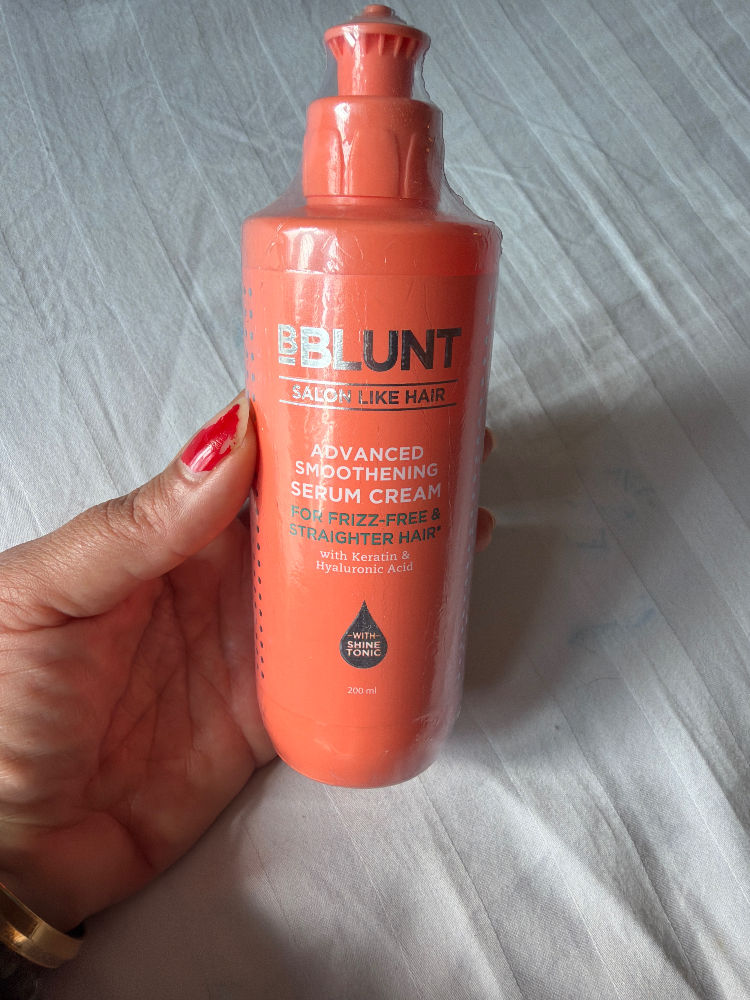 BBLUNT
SALON LIKE HAIR
ADVANCED
SMOOTHENING
SERUM CREAM
FOR FRIZZ-FREE &
STRAIGHTER HAIR*
with Keratin &
Hyaluronic Acid
WITH
SHINE
TONIC
200 ml